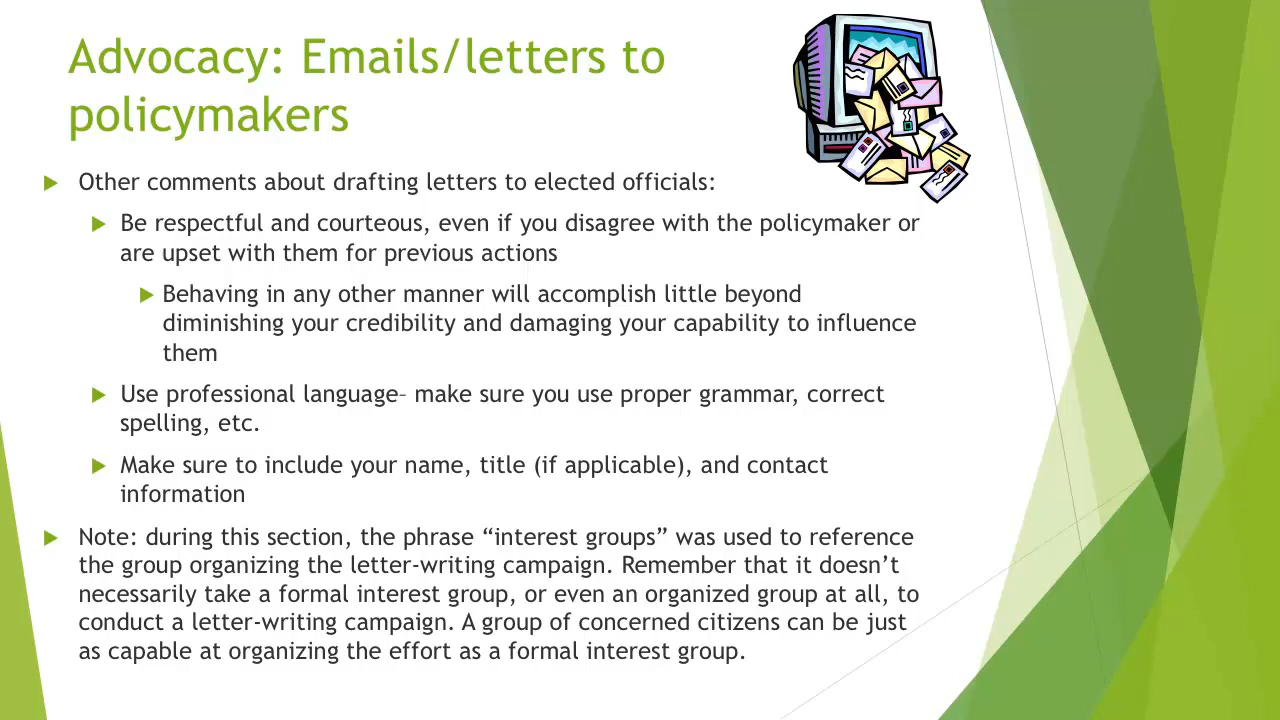 Advocacy: Emails/letters to
policymakers
Other comments about drafting letters to elected officials:
Be respectful and courteous, even if you disagree with the policymaker or
are upset with them for previous actions
Behaving in any other manner will accomplish little beyond
diminishing your credibility and damaging your capability to influence
them
Use professional language– make sure you use proper grammar, correct
spelling, etc.
Make sure to include your name, title (if applicable), and contact
information
Note: during this section, the phrase “interest groups” was used to reference
the group organizing the letter-writing campaign. Remember that it doesn’t
necessarily take a formal interest group, or even an organized group at all, to
conduct a letter-writing campaign. A group of concerned citizens can be just
as capable at organizing the effort as a formal interest group.